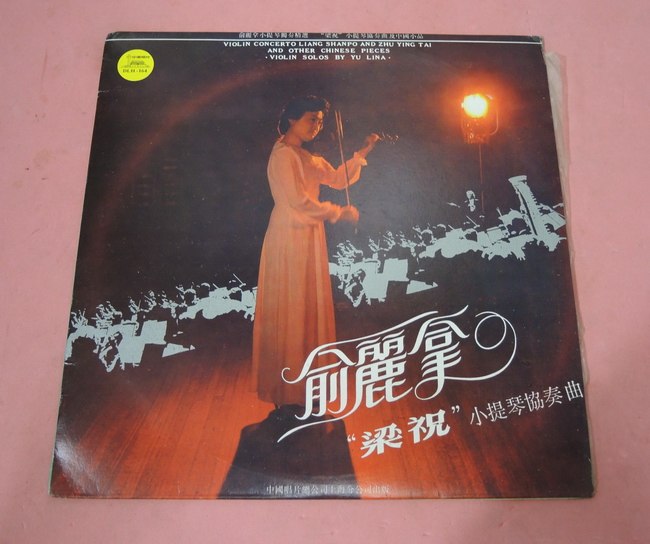 俞麗拿小提琴獨奏精選 “梁祝”小提琴協奏曲及中國小品
VIOLIN CONCERTO LIANG SHANPO AND ZHU YING TAI
AND OTHER CHINESE PIECES
· VIOLIN SOLOS BY YU LINA ·
DLH-164
俞麗拿
“梁祝”小提琴協奏曲
中國唱片總公司上海分公司出版